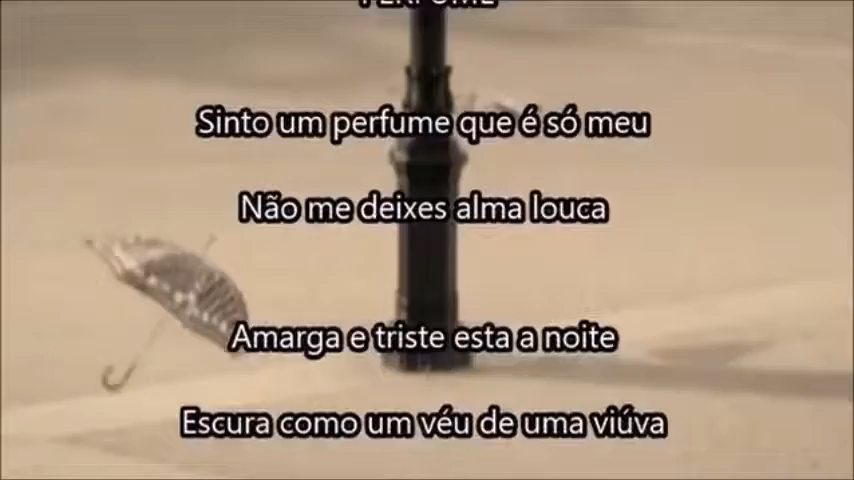 PERFUME
Sinto um perfume que é só meu
Não me deixes alma louca
Amarga e triste esta a noite
Escura como um véu de uma viúva